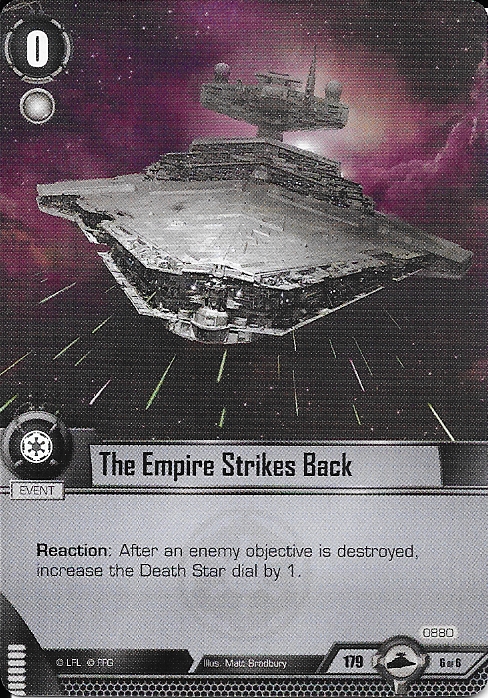 0
The Empire Strikes Back
EVENT
Reaction: After an enemy objective is destroyed,
increase the Death Star dial by 1.
0880
© LFL © FFG
Illus. Matt Bradbury
179
6 of 6